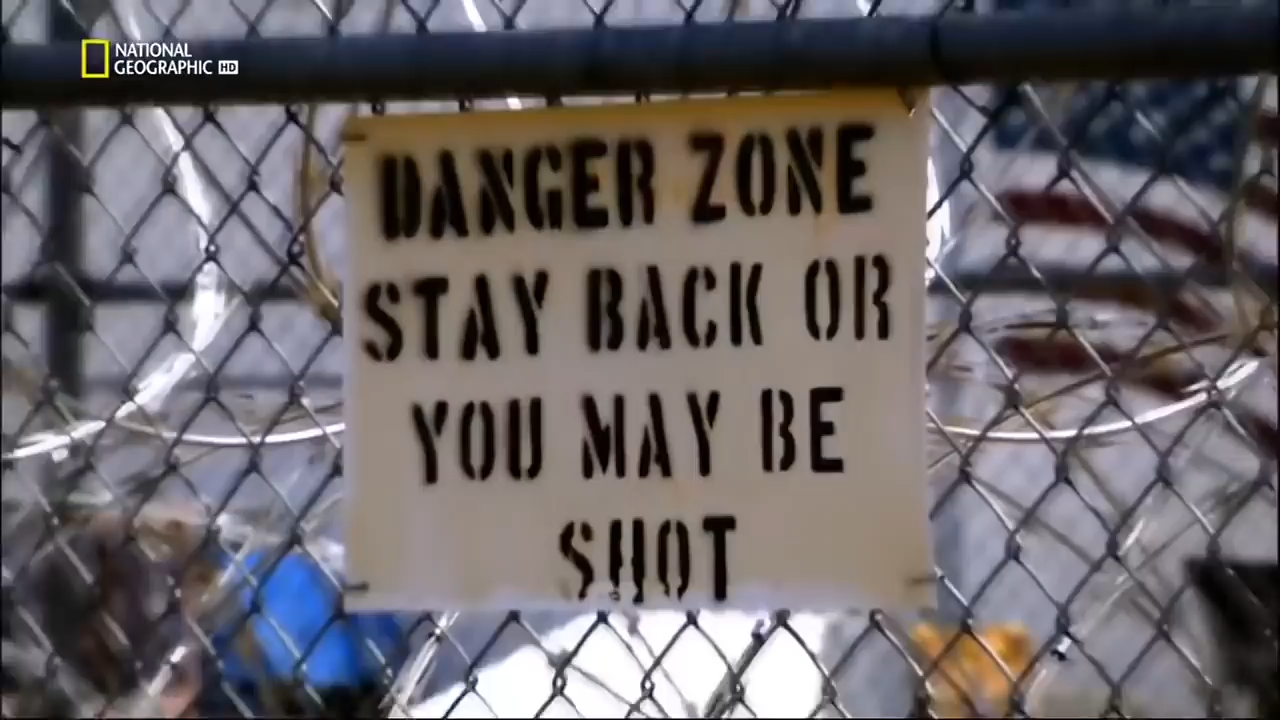 NATIONAL
GEOGRAPHIC HD
DANGER ZONE
STAY BACK OR
YOU MAY BE
SHOT